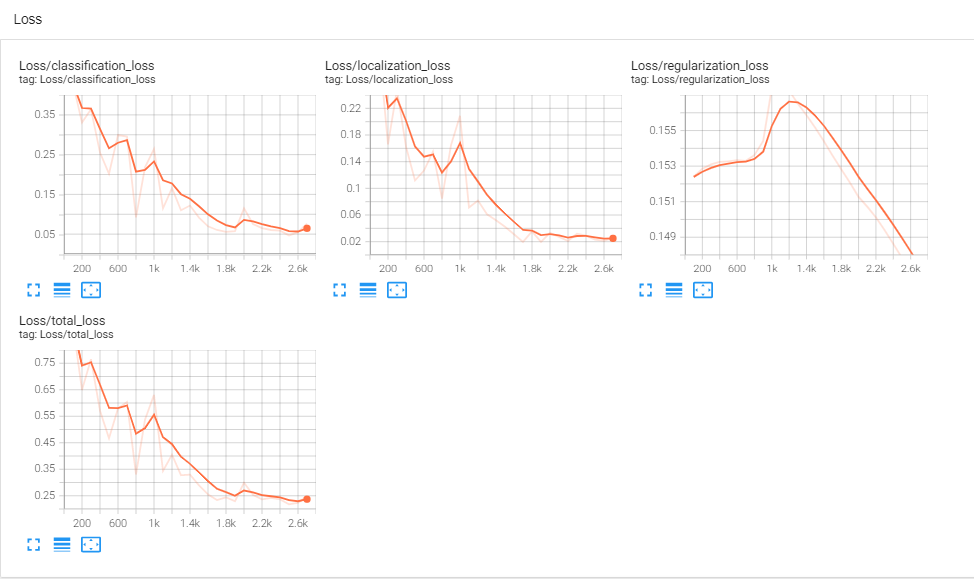 Loss
Loss/classification_loss
tag: Loss/classification_loss
0.35
0.25
0.15
0.05
200 600 1k 1.4k 1.8k 2.2k 2.6k
Loss/localization_loss
tag: Loss/localization_loss
0.22
0.18
0.14
0.1
0.06
0.02
200 600 1k 1.4k 1.8k 2.2k 2.6k
Loss/regularization_loss
tag: Loss/regularization_loss
0.155
0.153
0.151
0.149
200 600 1k 1.4k 1.8k 2.2k 2.6k
Loss/total_loss
tag: Loss/total_loss
0.75
0.65
0.55
0.45
0.35
0.25
200 600 1k 1.4k 1.8k 2.2k 2.6k